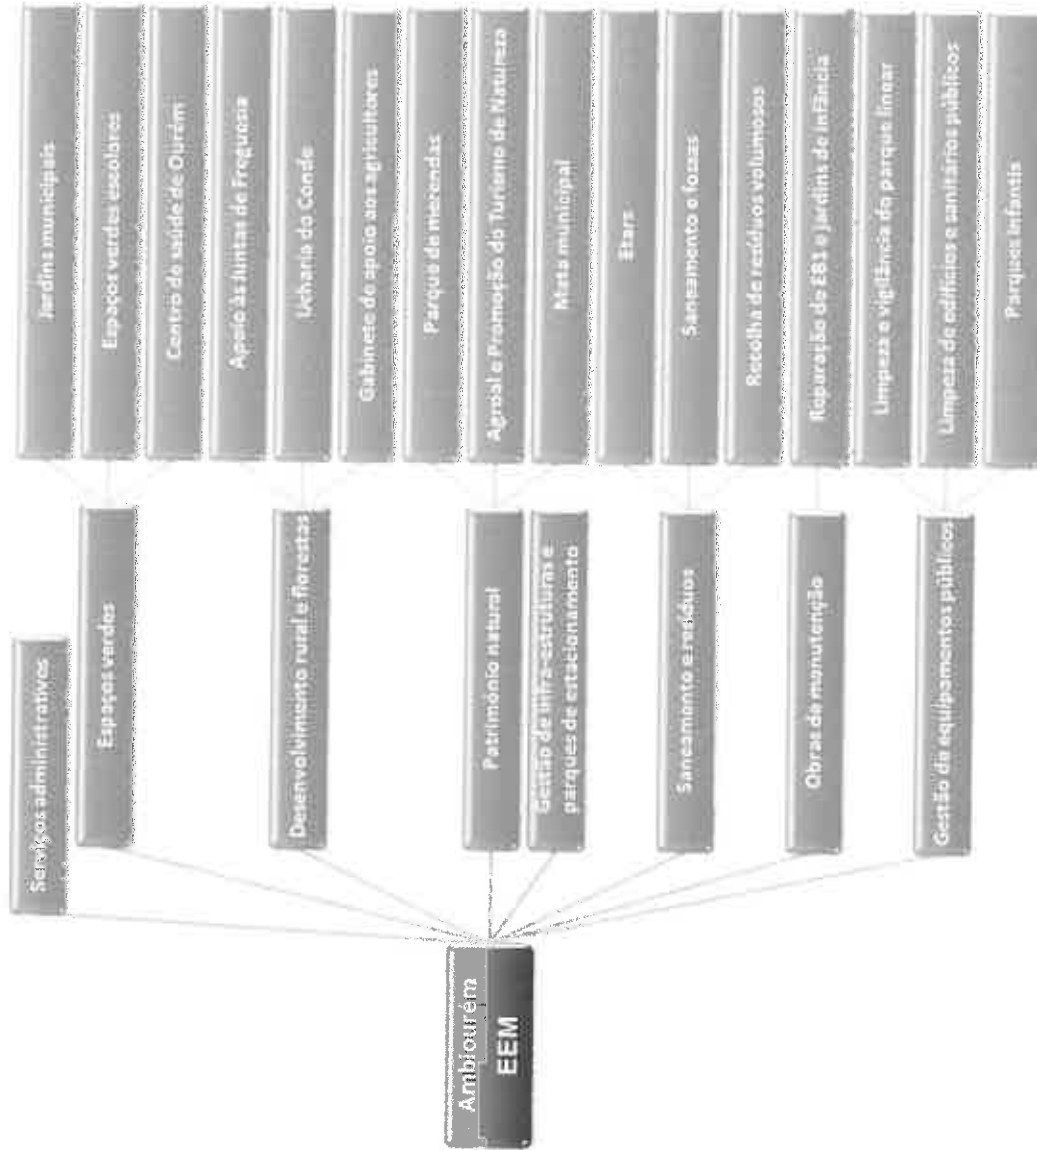 Ambiourém
EEM
Serviços administrativos
Espaços verdes
Jardins municipais
Espaços verdes escolares
Centro de saúde de Ourém
Desenvolvimento rural e florestas
Apoio às Juntas de Freguesia
Ucharia do Conde
Gabinete de apoio aos agricultores
Património natural
Parque de merendas
Agroal e Promoção do Turismo de Natureza
Mata municipal
Gestão de infra-estruturas e
parques de estacionamento
Saneamento e resíduos
Etars
Saneamento e fossas
Recolha de resíduos volumosos
Obras de manutenção
Reparação de EB1 e jardins de infância
Gestão de equipamentos públicos
Limpeza e vigilância do parque linear
Limpeza de edifícios e sanitários públicos
Parques infantis